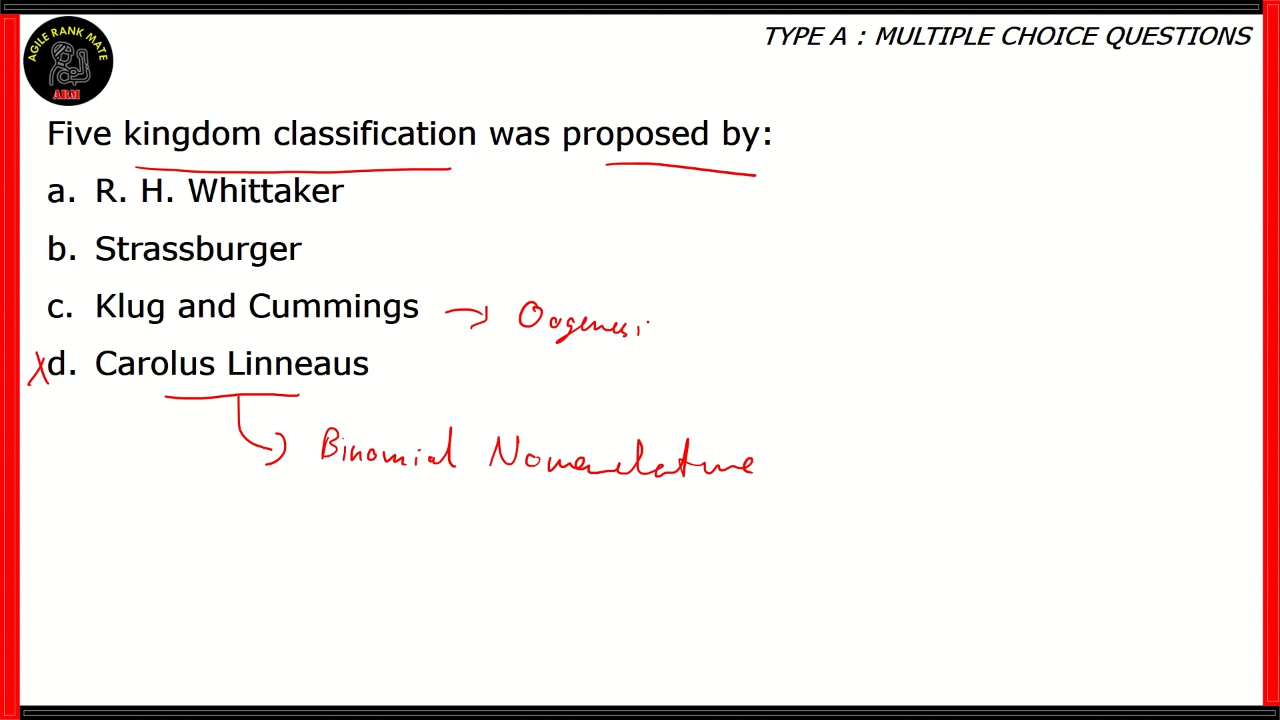 AGILE RANK MATE
ARM
TYPE A : MULTIPLE CHOICE QUESTIONS
Five kingdom classification was proposed by:
a. R. H. Whittaker
b. Strassburger
c. Klug and Cummings → Oogenesi
X d. Carolus Linneaus
Binomial Nomenclature